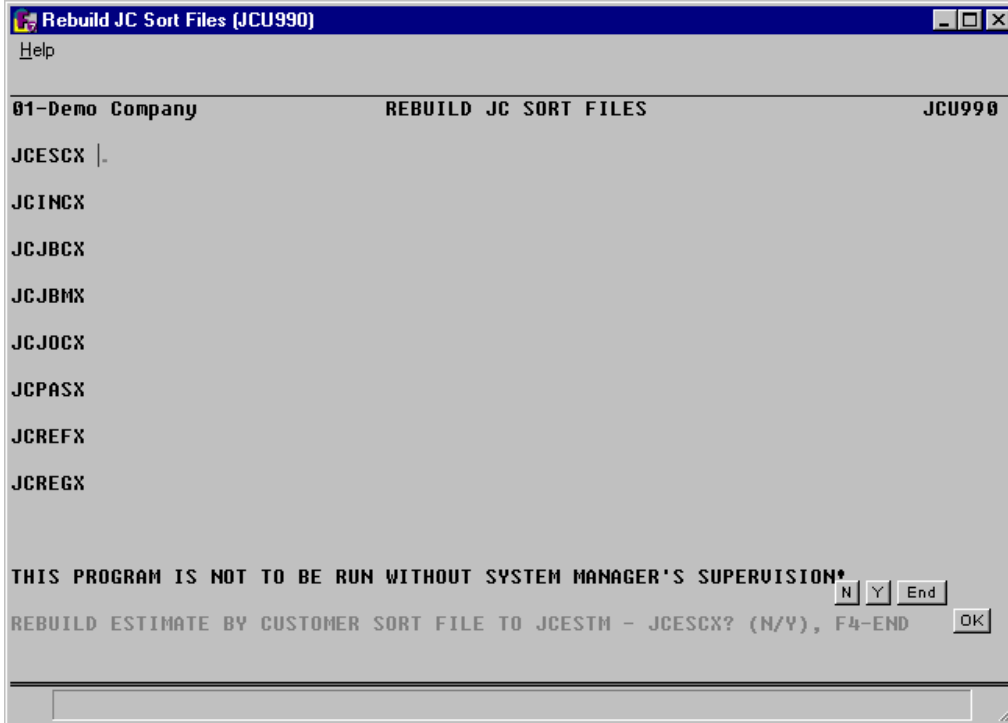 Rebuild JC Sort Files (JCU990)
Help
01-Demo Company REBUILD JC SORT FILES JCU990
JCESCX .
JCINCX
JCJBCX
JCJBMX
JCJOCX
JCPASX
JCREFX
JCREGX
THIS PROGRAM IS NOT TO BE RUN WITHOUT SYSTEM MANAGER'S SUPERVISION!
N Y End
REBUILD ESTIMATE BY CUSTOMER SORT FILE TO JCESTM - JCESCX? (N/Y), F4-END OK